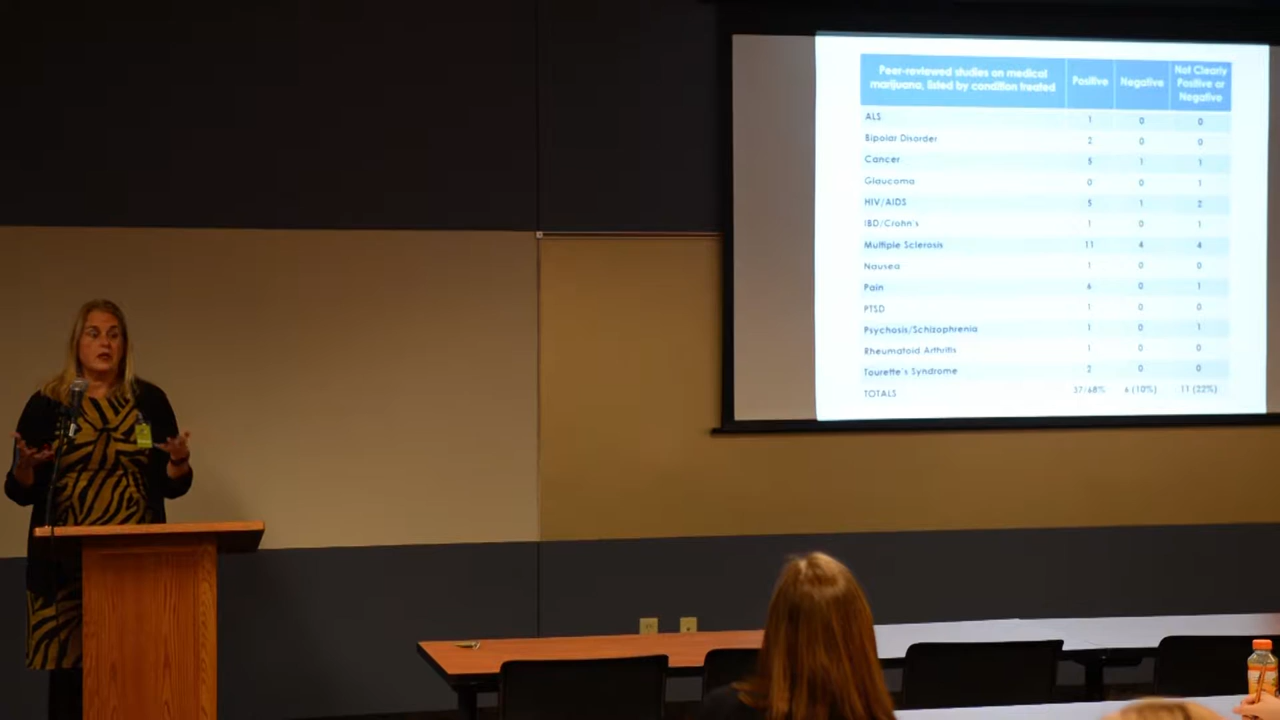 Peer-reviewed studies on medical marijuana, listed by condition treated Positive Negative Not Clearly Positive or Negative
ALS 1 0 0
Bipolar Disorder 2 0 0
Cancer 5 1 1
Glaucoma 0 0 1
HIV/AIDS 5 1 2
IBD/Crohn's 1 0 1
Multiple Sclerosis 11 4 4
Nausea 1 0 0
Pain 6 0 1
PTSD 1 0 0
Psychosis/Schizophrenia 1 0 1
Rheumatoid Arthritis 1 0 0
Tourette's Syndrome 2 0 0
TOTALS 37/68% 6 (10%) 11 (22%)